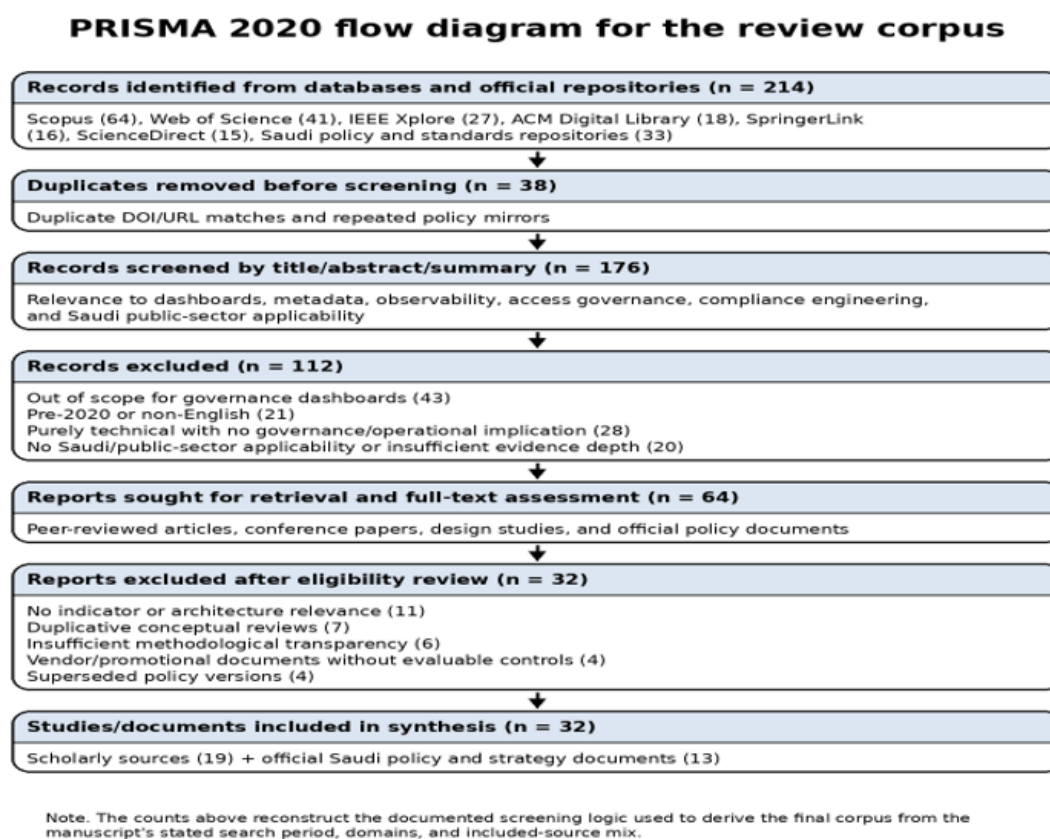 PRISMA 2020 flow diagram for the review corpus
Records identified from databases and official repositories (n = 214)
Scopus (64), Web of Science (41), IEEE Xplore (27), ACM Digital Library (18), SpringerLink
(16), ScienceDirect (15), Saudi policy and standards repositories (33)
Duplicates removed before screening (n = 38)
Duplicate DOI/URL matches and repeated policy mirrors
Records screened by title/abstract/summary (n = 176)
Relevance to dashboards, metadata, observability, access governance, compliance engineering,
and Saudi public-sector applicability
Records excluded (n = 112)
Out of scope for governance dashboards (43)
Pre-2020 or non-English (21)
Purely technical with no governance/operational implication (28)
No Saudi/public-sector applicability or insufficient evidence depth (20)
Reports sought for retrieval and full-text assessment (n = 64)
Peer-reviewed articles, conference papers, design studies, and official policy documents
Reports excluded after eligibility review (n = 32)
No indicator or architecture relevance (11)
Duplicative conceptual reviews (7)
Insufficient methodological transparency (6)
Vendor/promotional documents without evaluable controls (4)
Superseded policy versions (4)
Studies/documents included in synthesis (n = 32)
Scholarly sources (19) + official Saudi policy and strategy documents (13)
Note. The counts above reconstruct the documented screening logic used to derive the final corpus from the
manuscript's stated search period, domains, and included-source mix.